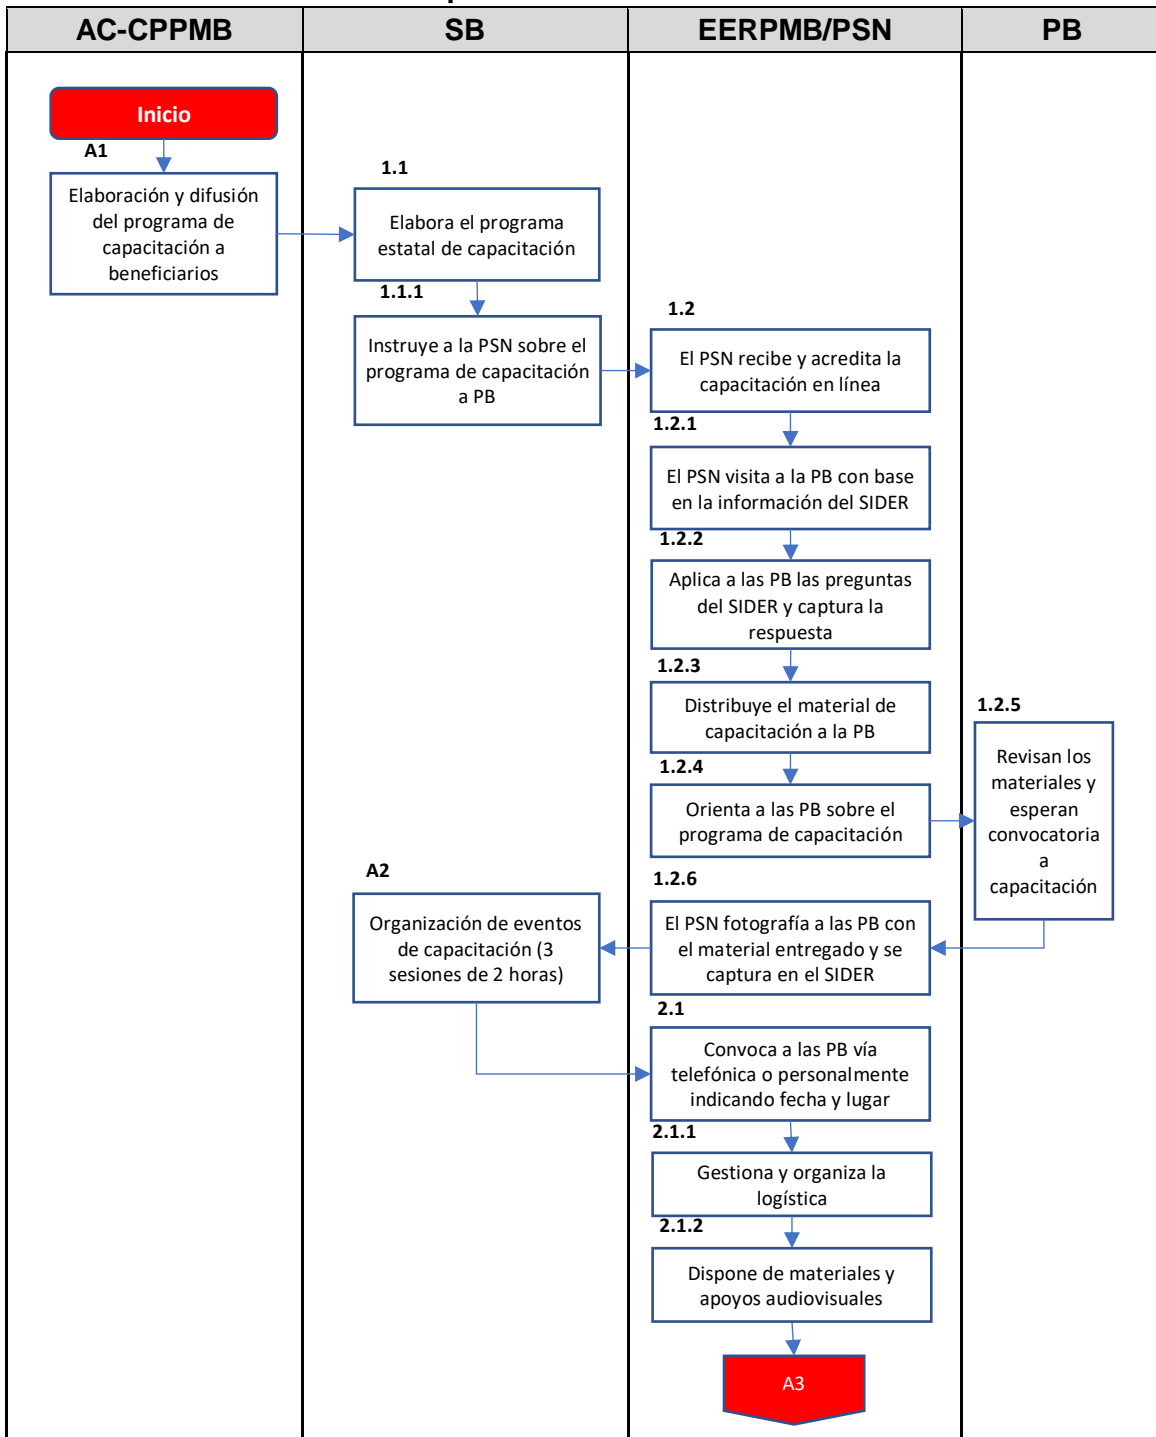 AC-CPPMB
SB
EERPMB/PSN
PB
Inicio
A1
Elaboración y difusión
del programa de
capacitación a
beneficiarios
1.1
Elabora el programa
estatal de capacitación
1.1.1
Instruye a la PSN sobre el
programa de capacitación
a PB
1.2
El PSN recibe y acredita la
capacitación en línea
1.2.1
El PSN visita a la PB con base
en la información del SIDER
1.2.2
Aplica a las PB las preguntas
del SIDER y captura la
respuesta
1.2.3
Distribuye el material de
capacitación a la PB
1.2.4
Orienta a las PB sobre el
programa de capacitación
1.2.5
Revisan los
materiales y
esperan
convocatoria
a
capacitación
1.2.6
El PSN fotografía a las PB con
el material entregado y se
captura en el SIDER
A2
Organización de eventos
de capacitación (3
sesiones de 2 horas)
2.1
Convoca a las PB vía
telefónica o personalmente
indicando fecha y lugar
2.1.1
Gestiona y organiza la
logística
2.1.2
Dispone de materiales y
apoyos audiovisuales
A3